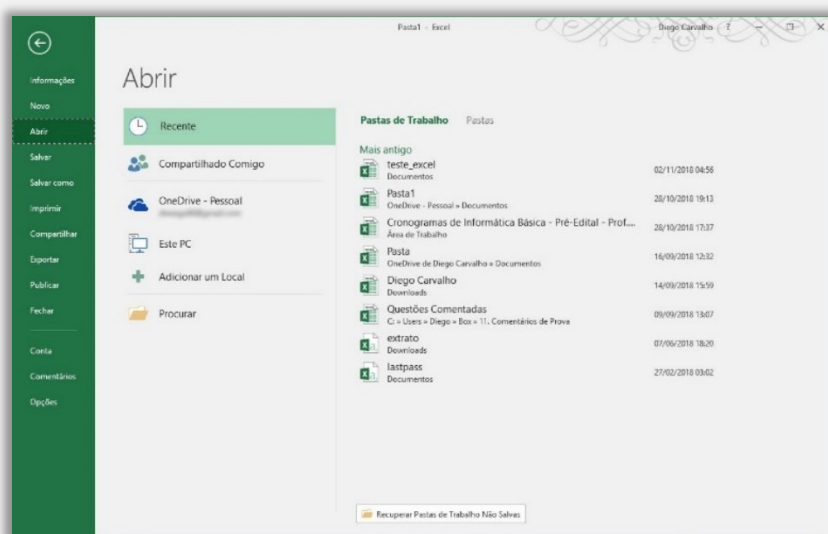 Pasta1 - Excel
Diego Carvalho
?
Informações
Novo
Abrir
Salvar
Salvar como
Imprimir
Compartilhar
Exportar
Publicar
Fechar
Conta
Comentários
Opções
Abrir
Recente
Compartilhado Comigo
OneDrive - Pessoal
Este PC
Adicionar um Local
Procurar
Pastas de Trabalho Pastas
Mais antigo
teste_excel
Documentos
02/11/2018 04:56
Pasta1
OneDrive - Pessoal » Documentos
28/10/2018 19:13
Cronogramas de Informática Básica - Pré-Edital - Prof....
Área de Trabalho
28/10/2018 17:37
Pasta
OneDrive de Diego Carvalho » Documentos
16/09/2018 12:32
Diego Carvalho
Downloads
14/09/2018 15:59
Questões Comentadas
C: » Users » Diego » Box » 11. Comentários de Prova
09/09/2018 13:07
extrato
Downloads
07/06/2018 18:20
lastpass
Documentos
27/02/2018 03:02
Recuperar Pastas de Trabalho Não Salvas